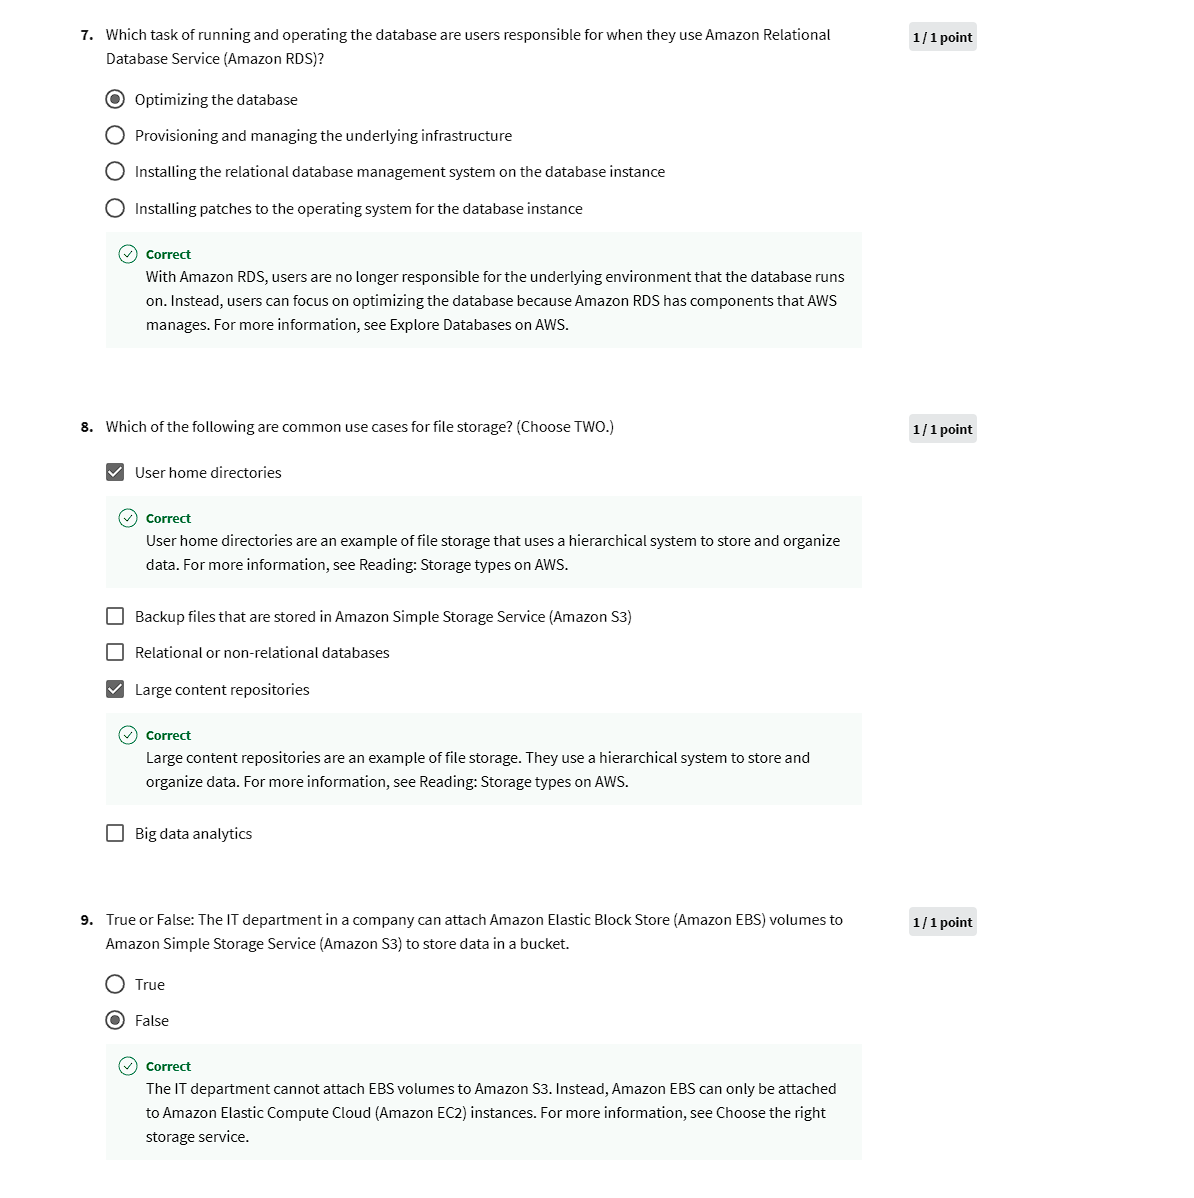 7. Which task of running and operating the database are users responsible for when they use Amazon Relational
Database Service (Amazon RDS)?
1 / 1 point
Optimizing the database
Provisioning and managing the underlying infrastructure
Installing the relational database management system on the database instance
Installing patches to the operating system for the database instance
Correct
With Amazon RDS, users are no longer responsible for the underlying environment that the database runs
on. Instead, users can focus on optimizing the database because Amazon RDS has components that AWS
manages. For more information, see Explore Databases on AWS.
8. Which of the following are common use cases for file storage? (Choose TWO.)
1 / 1 point
User home directories
Correct
User home directories are an example of file storage that uses a hierarchical system to store and organize
data. For more information, see Reading: Storage types on AWS.
Backup files that are stored in Amazon Simple Storage Service (Amazon S3)
Relational or non-relational databases
Large content repositories
Correct
Large content repositories are an example of file storage. They use a hierarchical system to store and
organize data. For more information, see Reading: Storage types on AWS.
Big data analytics
9. True or False: The IT department in a company can attach Amazon Elastic Block Store (Amazon EBS) volumes to
Amazon Simple Storage Service (Amazon S3) to store data in a bucket.
1 / 1 point
True
False
Correct
The IT department cannot attach EBS volumes to Amazon S3. Instead, Amazon EBS can only be attached
to Amazon Elastic Compute Cloud (Amazon EC2) instances. For more information, see Choose the right
storage service.